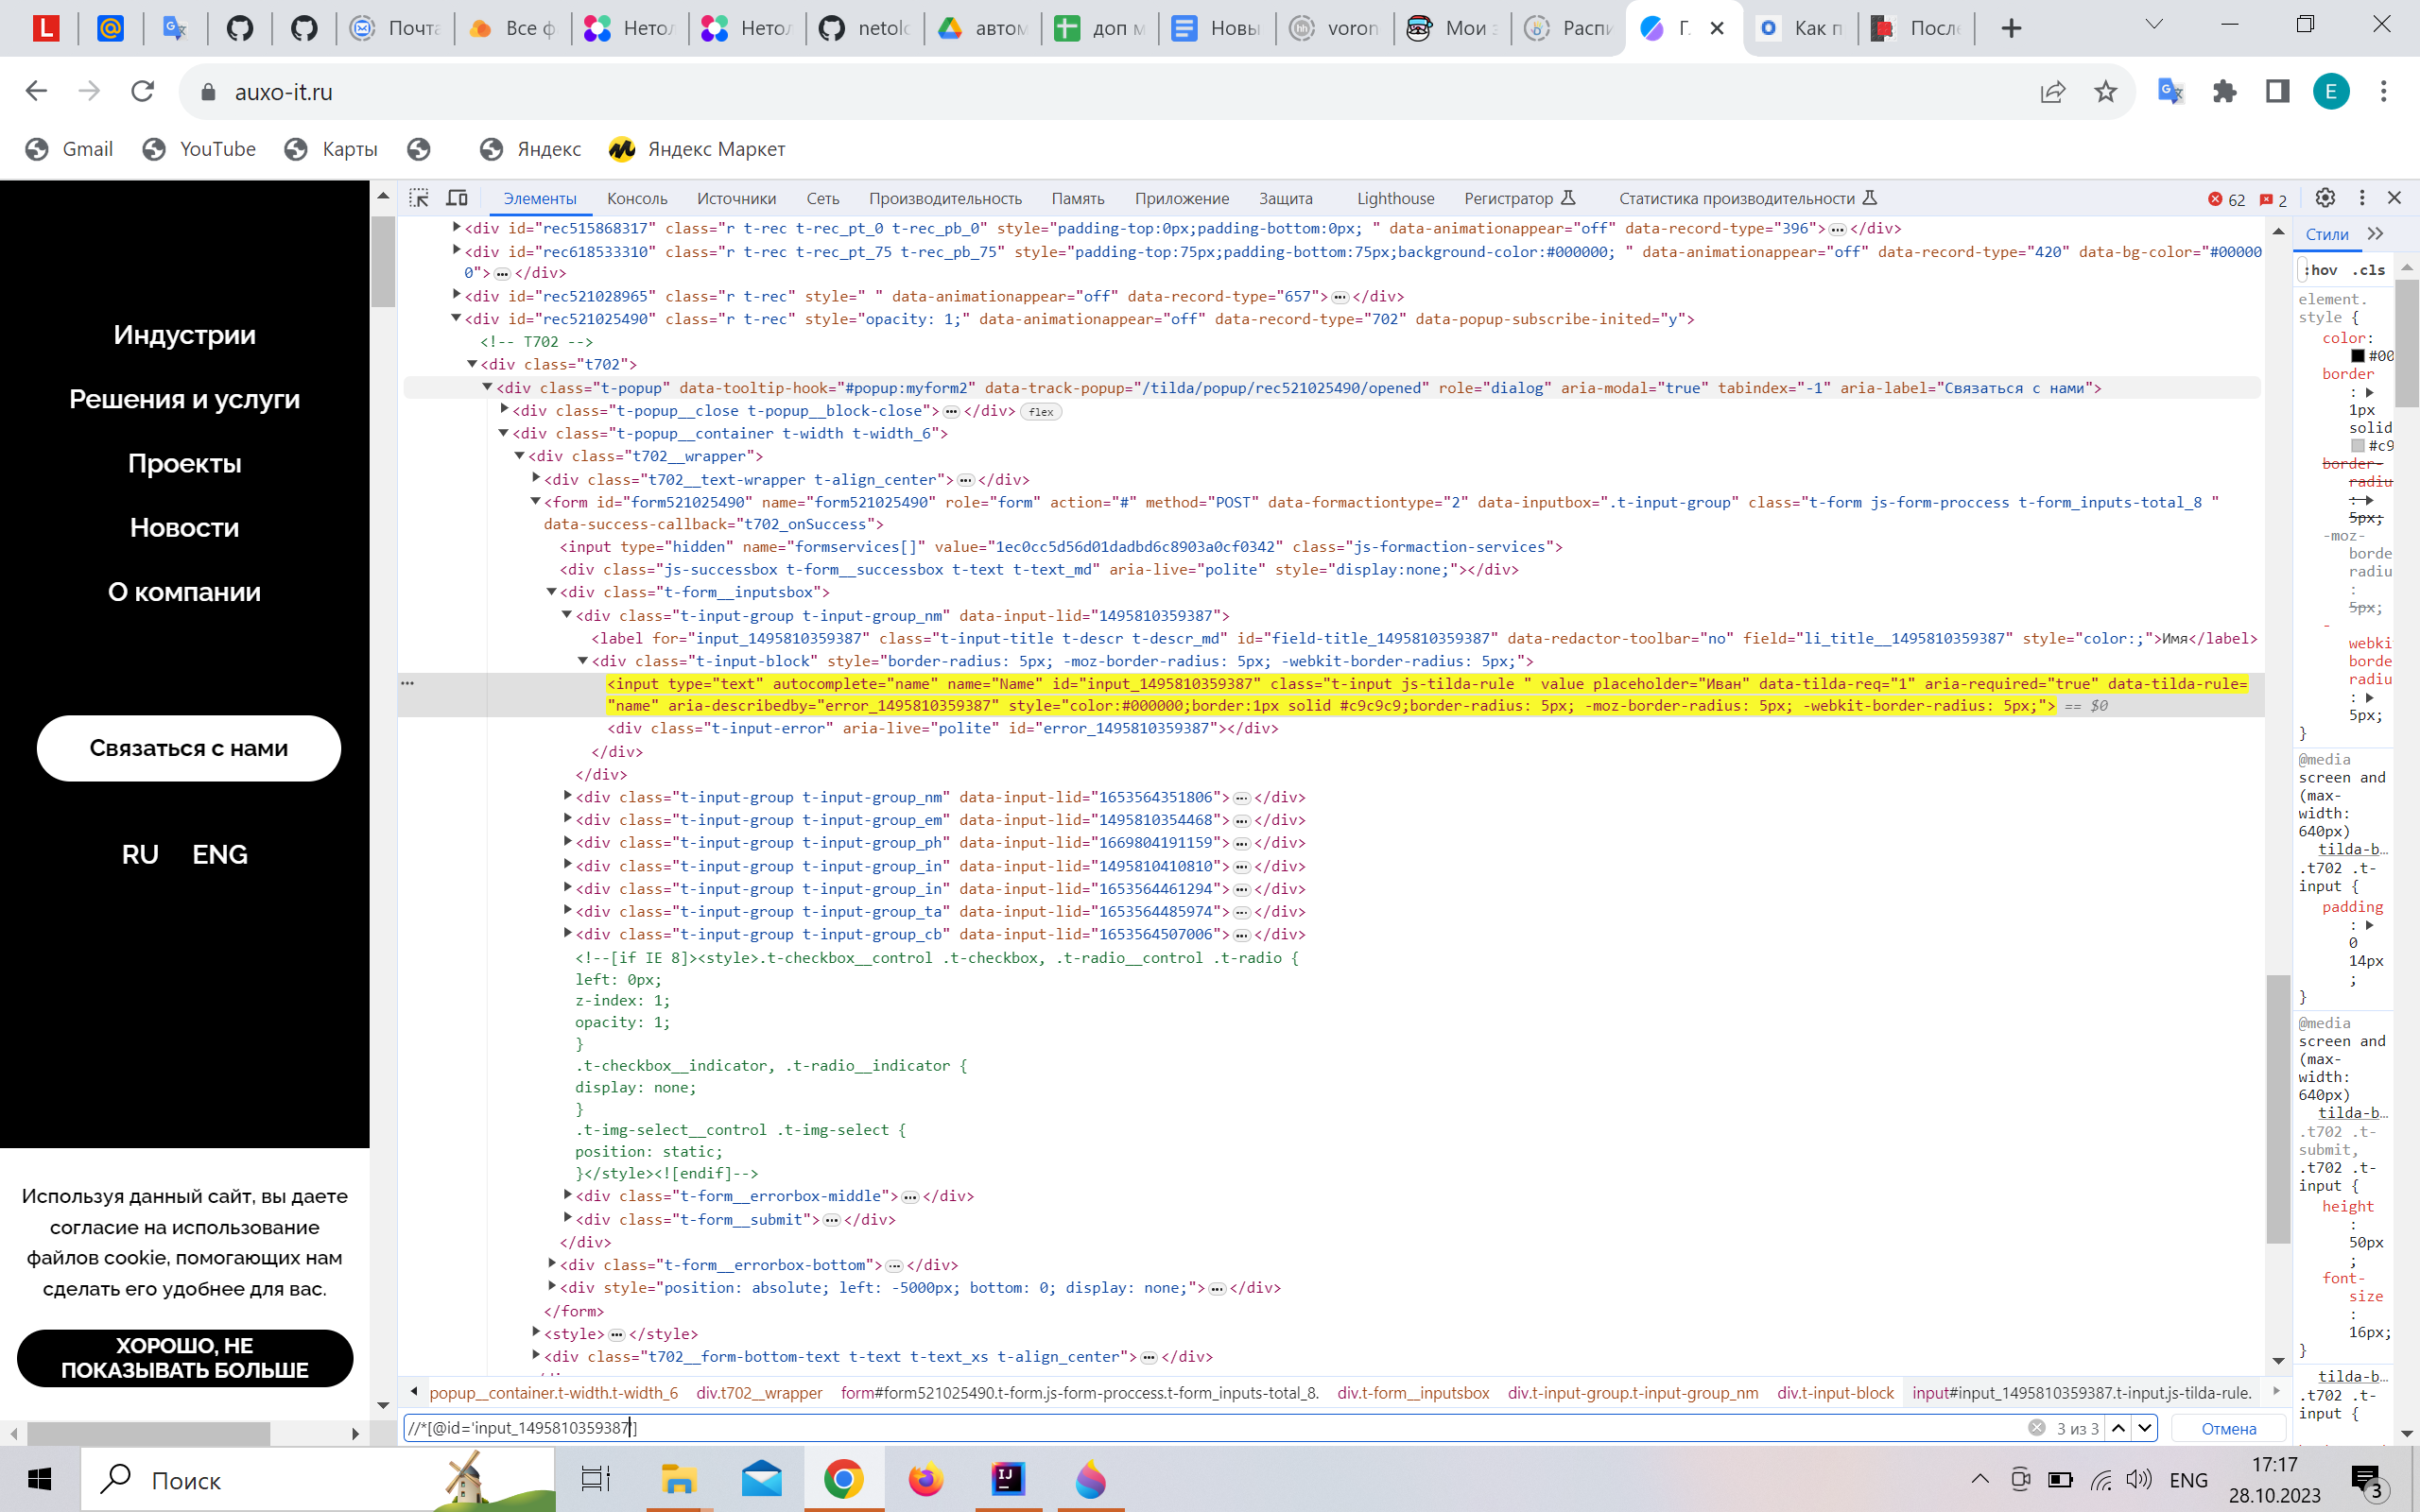 Почта
Все ф
Нетол
Нетол
netolo
автом
доп м
Новы
voron
Мои з
Распи
Г
Как п
После
auxo-it.ru
E
Gmail
YouTube
Карты
Яндекс
Яндекс Маркет
Индустрии
Решения и услуги
Проекты
Новости
О компании
Связаться с нами
RU ENG
Используя данный сайт, вы даете
согласие на использование
файлов cookie, помогающих нам
сделать его удобнее для вас.
ХОРОШО, НЕ
ПОКАЗЫВАТЬ БОЛЬШЕ
Элементы Консоль Источники Сеть Производительность Память Приложение Защита Lighthouse Регистратор Статистика производительности 62 2
<div id="rec515868317" class="r t-rec t-rec_pt_0 t-rec_pb_0" style="padding-top:0px;padding-bottom:0px; " data-animationappear="off" data-record-type="396">…</div>
<div id="rec618533310" class="r t-rec t-rec_pt_75 t-rec_pb_75" style="padding-top:75px;padding-bottom:75px;background-color:#000000; " data-animationappear="off" data-record-type="420" data-bg-color="#00000
0">…</div>
<div id="rec521028965" class="r t-rec" style=" " data-animationappear="off" data-record-type="657">…</div>
<div id="rec521025490" class="r t-rec" style="opacity: 1;" data-animationappear="off" data-record-type="702" data-popup-subscribe-inited="y">
<!-- T702 -->
<div class="t702">
<div class="t-popup" data-tooltip-hook="#popup:myform2" data-track-popup="/tilda/popup/rec521025490/opened" role="dialog" aria-modal="true" tabindex="-1" aria-label="Связаться с нами">
<div class="t-popup__close t-popup__block-close">…</div> flex
<div class="t-popup__container t-width t-width_6">
<div class="t702__wrapper">
<div class="t702__text-wrapper t-align_center">…</div>
<form id="form521025490" name="form521025490" role="form" action="#" method="POST" data-formactiontype="2" data-inputbox=".t-input-group" class="t-form js-form-proccess t-form_inputs-total_8 "
data-success-callback="t702_onSuccess">
<input type="hidden" name="formservices[]" value="1ec0cc5d56d01dadbd6c8903a0cf0342" class="js-formaction-services">
<div class="js-successbox t-form__successbox t-text t-text_md" aria-live="polite" style="display:none;"></div>
<div class="t-form__inputsbox">
<div class="t-input-group t-input-group_nm" data-input-lid="1495810359387">
<label for="input_1495810359387" class="t-input-title t-descr t-descr_md" id="field-title_1495810359387" data-redactor-toolbar="no" field="li_title__1495810359387" style="color:;">Имя</label>
<div class="t-input-block" style="border-radius: 5px; -moz-border-radius: 5px; -webkit-border-radius: 5px;">
<input type="text" autocomplete="name" name="Name" id="input_1495810359387" class="t-input js-tilda-rule " value placeholder="Иван" data-tilda-req="1" aria-required="true" data-tilda-rule=
"name" aria-describedby="error_1495810359387" style="color:#000000;border:1px solid #c9c9c9;border-radius: 5px; -moz-border-radius: 5px; -webkit-border-radius: 5px;"> == $0
<div class="t-input-error" aria-live="polite" id="error_1495810359387"></div>
</div>
</div>
<div class="t-input-group t-input-group_nm" data-input-lid="1653564351806">…</div>
<div class="t-input-group t-input-group_em" data-input-lid="1495810354468">…</div>
<div class="t-input-group t-input-group_ph" data-input-lid="1669804191159">…</div>
<div class="t-input-group t-input-group_in" data-input-lid="1495810410810">…</div>
<div class="t-input-group t-input-group_in" data-input-lid="1653564461294">…</div>
<div class="t-input-group t-input-group_ta" data-input-lid="1653564485974">…</div>
<div class="t-input-group t-input-group_cb" data-input-lid="1653564507006">…</div>
<!--[if IE 8]><style>.t-checkbox__control .t-checkbox, .t-radio__control .t-radio {
left: 0px;
z-index: 1;
opacity: 1;
}
.t-checkbox__indicator, .t-radio__indicator {
display: none;
}
.t-img-select__control .t-img-select {
position: static;
}</style><![endif]-->
<div class="t-form__errorbox-middle">…</div>
<div class="t-form__submit">…</div>
</div>
<div class="t-form__errorbox-bottom">…</div>
<div style="position: absolute; left: -5000px; bottom: 0; display: none;">…</div>
</form>
<style>…</style>
<div class="t702__form-bottom-text t-text t-text_xs t-align_center">…</div>
popup__container.t-width.t-width_6 div.t702__wrapper form#form521025490.t-form.js-form-proccess.t-form_inputs-total_8. div.t-form__inputsbox div.t-input-group.t-input-group_nm div.t-input-block input#input_1495810359387.t-input.js-tilda-rule.
//*[@id='input_1495810359387']
3 из 3
Отмена
Стили
:hov .cls
element.
style {
color:
#00
border
:
1px
solid
#c9
border-
radiu
:
5px;
-moz-
borde
radiu
:
5px;
-
webki
borde
radiu
:
5px;
}
@media
screen and
(max-
width:
640px)
tilda-b…
.t702 .t-
input {
padding
:
0
14px
;
}
@media
screen and
(max-
width:
640px)
tilda-b…
.t702 .t-
submit,
.t702 .t-
input {
height
:
50px
;
font-
size
:
16px;
}
tilda-b…
.t702 .t-
input {
Поиск
ENG
17:17
28.10.2023
3